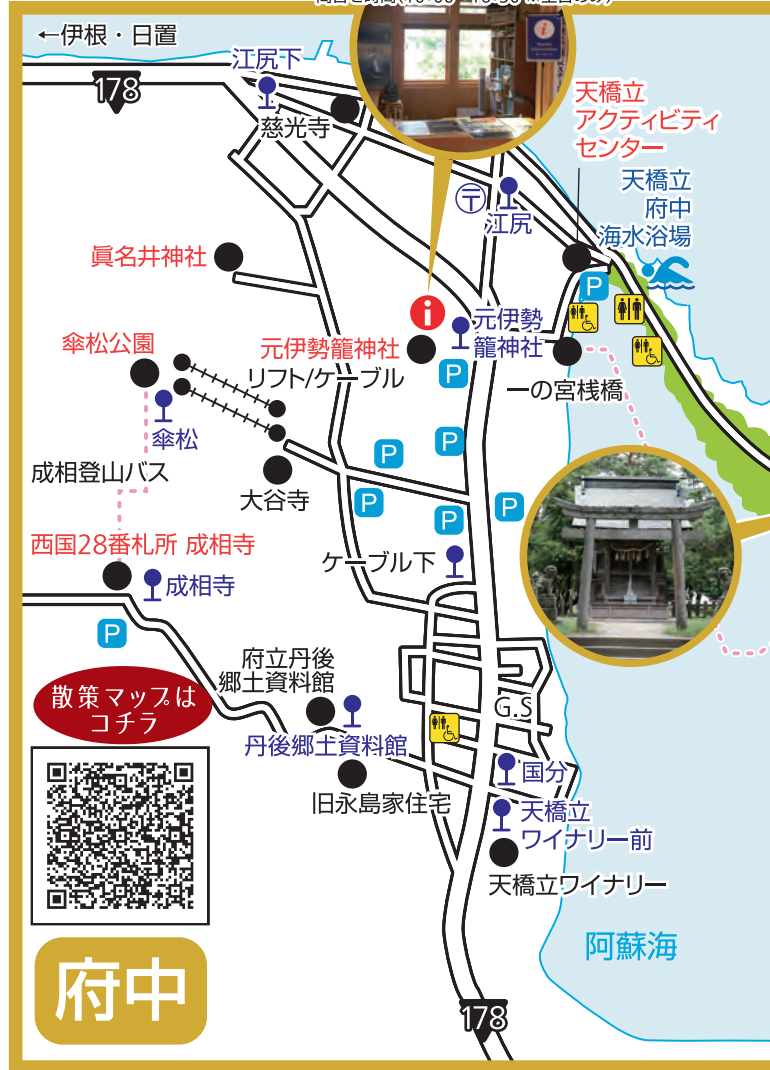 ←伊根・日置
178
江尻下
慈光寺
天橋立
アクティビティ
センター
〒
江尻
天橋立
府中
海水浴場
眞名井神社
P
i
元伊勢
籠神社
傘松公園
元伊勢籠神社
リフト/ケーブル
P
一の宮桟橋
傘松
P
P
成相登山バス
大谷寺
P
P
P
西国28番札所 成相寺
ケーブル下
成相寺
P
府立丹後
郷土資料館
散策マップは
コチラ
G.S
丹後郷土資料館
国分
旧永島家住宅
天橋立
ワイナリー前
天橋立ワイナリー
阿蘇海
府中
178